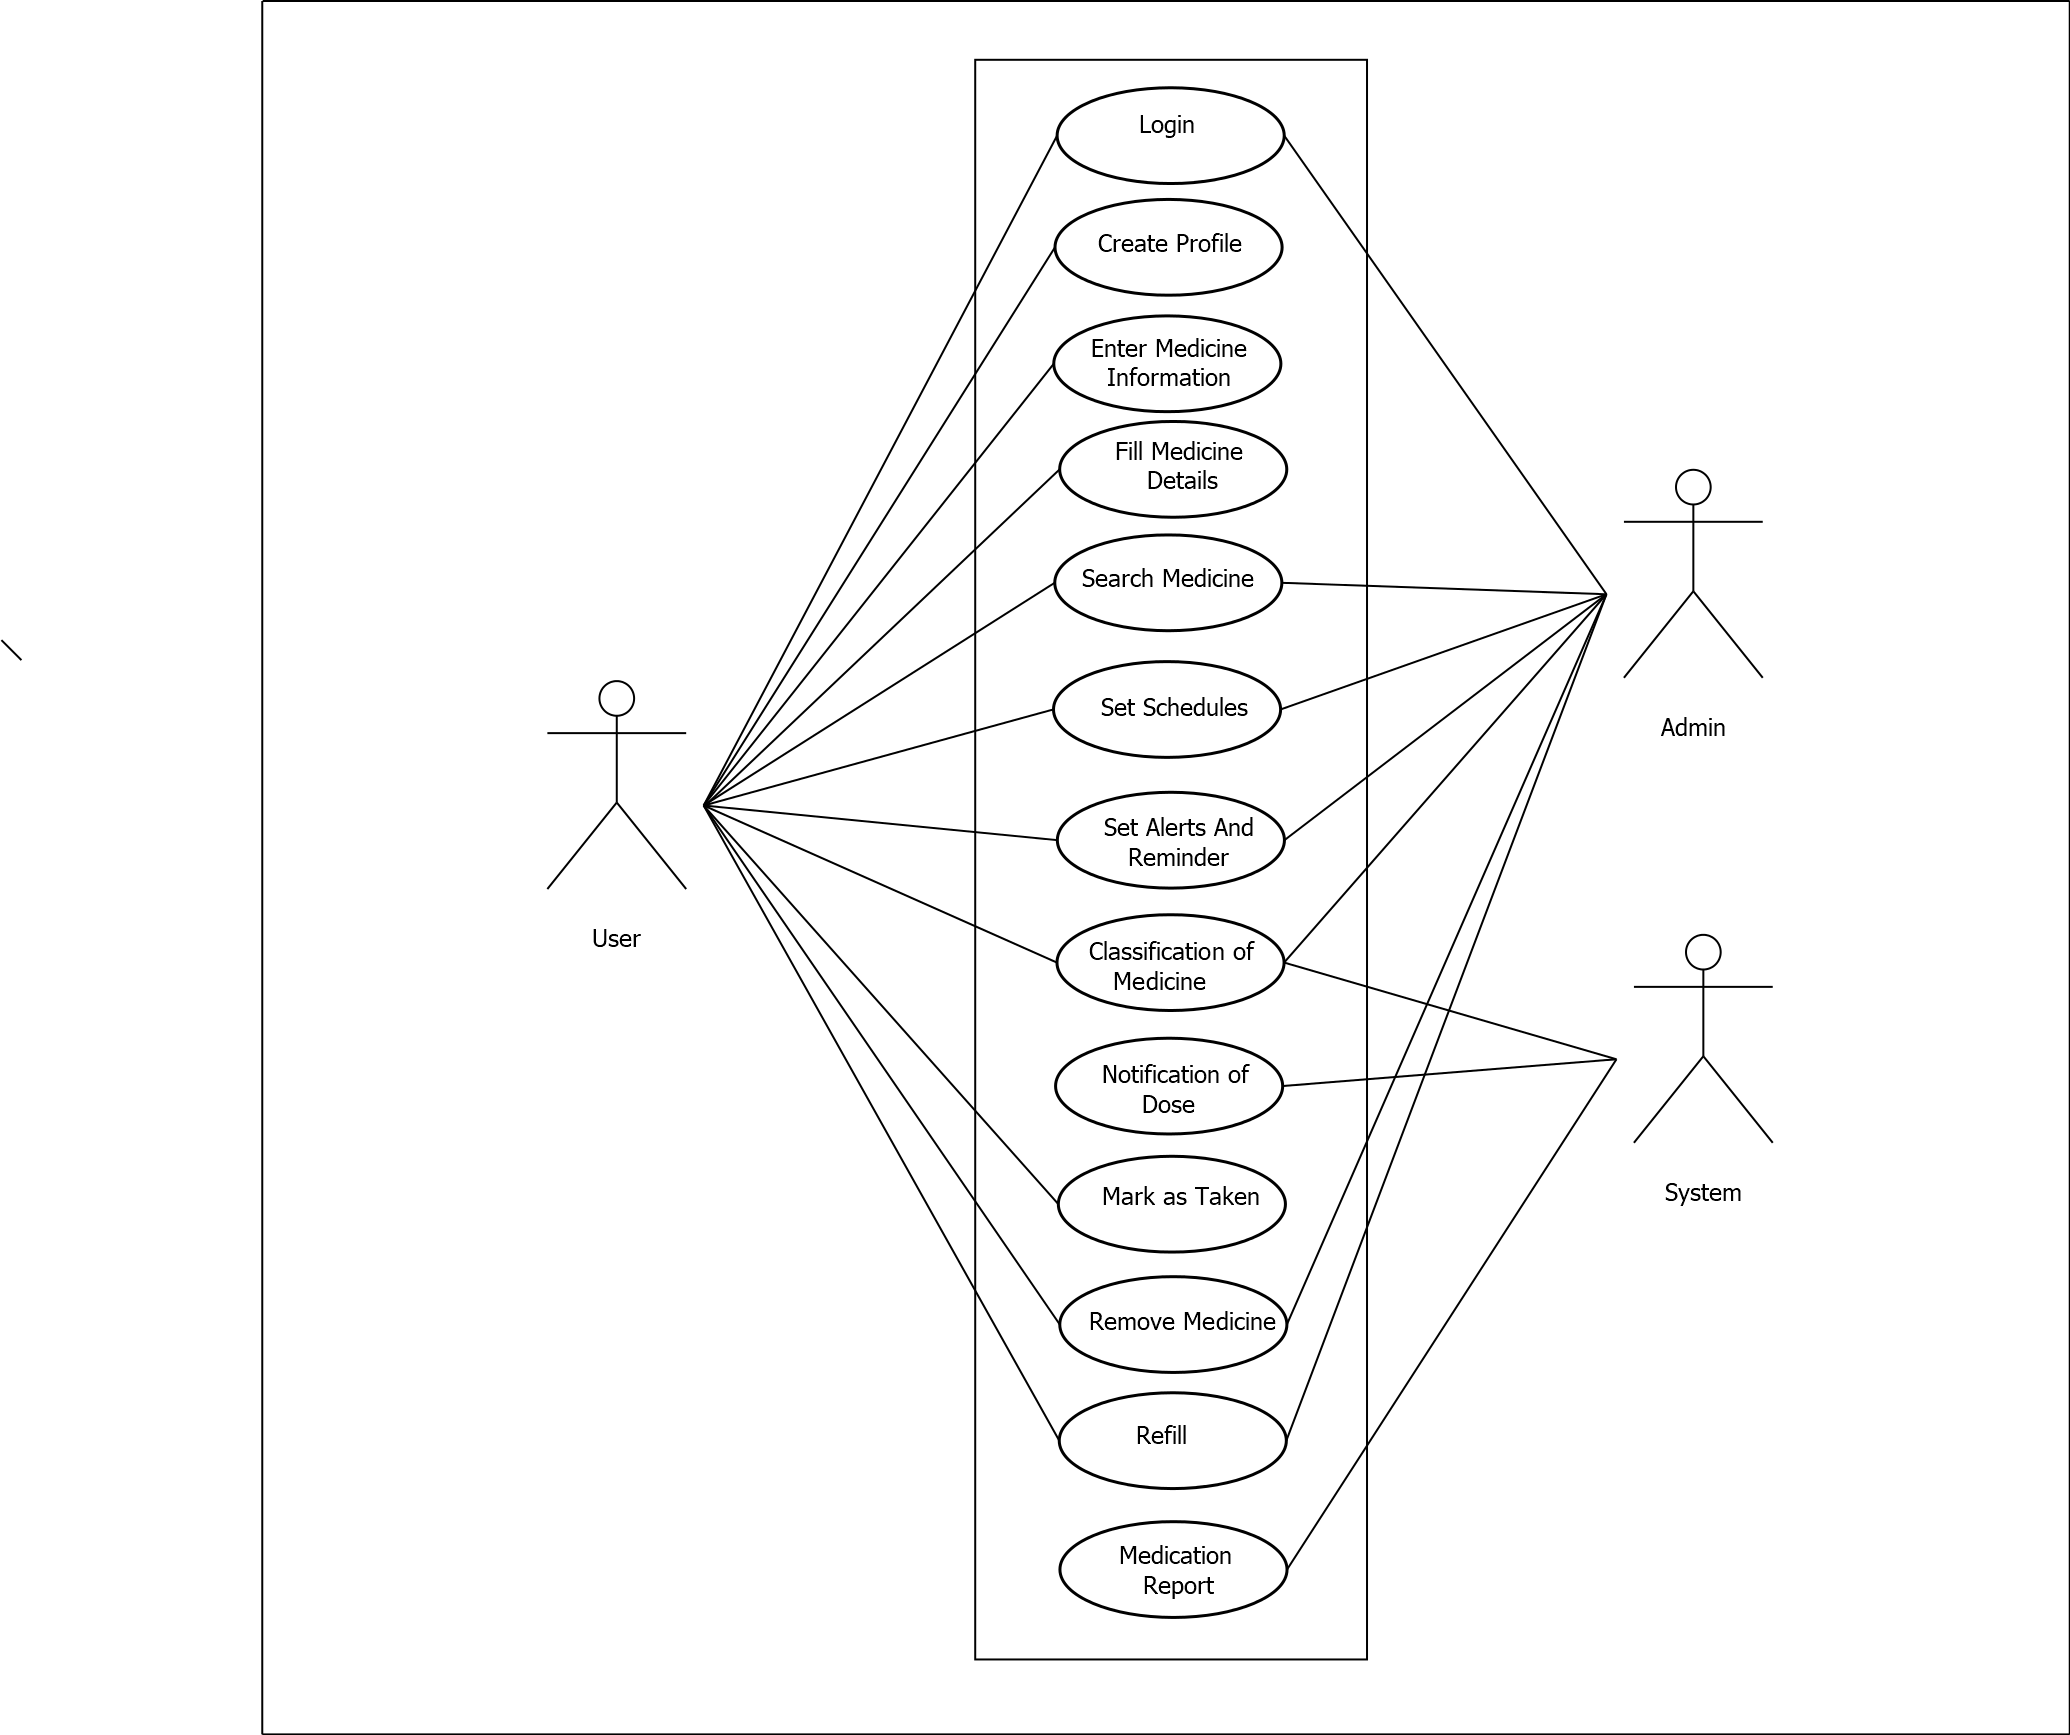 Login
Create Profile
Enter Medicine
Information
Fill Medicine
Details
Search Medicine
Set Schedules
Set Alerts And
Reminder
Classification of
Medicine
Notification of
Dose
Mark as Taken
Remove Medicine
Refill
Medication
Report
User
Admin
System